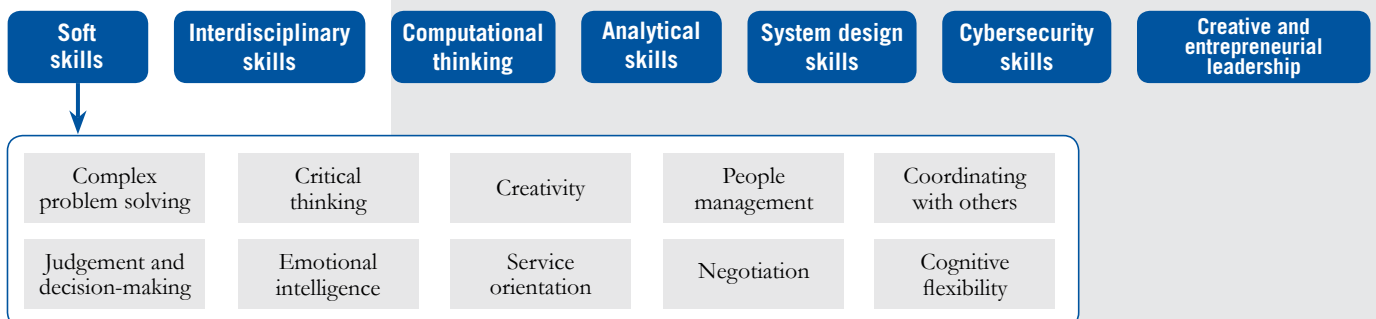 Soft
skills
Interdisciplinary
skills
Computational
thinking
Analytical
skills
System design
skills
Cybersecurity
skills
Creative and
entrepreneurial
leadership
Complex
problem solving
Critical
thinking
Creativity
People
management
Coordinating
with others
Judgement and
decision-making
Emotional
intelligence
Service
orientation
Negotiation
Cognitive
flexibility